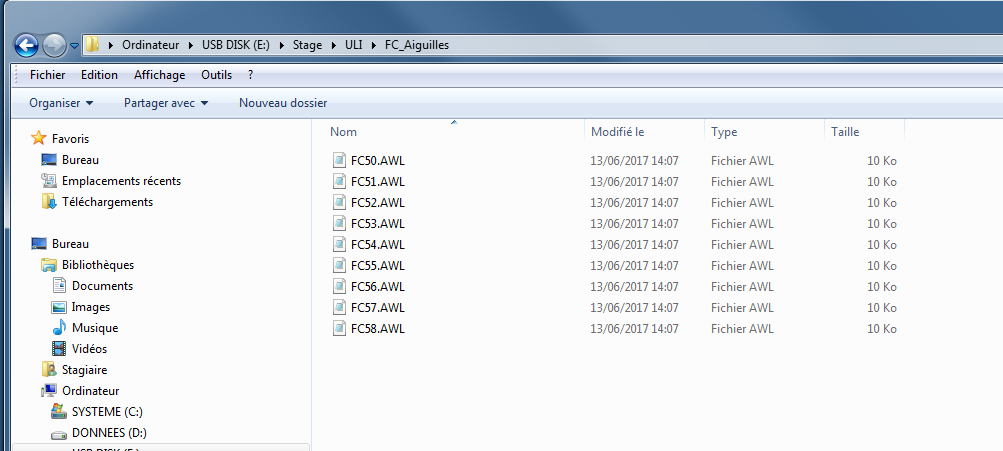 Ordinateur USB DISK (E:) Stage ULI FC_Aiguilles
Fichier Edition Affichage Outils ?
Organiser Partager avec Nouveau dossier
Favoris
Bureau
Emplacements récents
Téléchargements
Bureau
Bibliothèques
Documents
Images
Musique
Vidéos
Stagiaire
Ordinateur
SYSTEME (C:)
DONNEES (D:)
USB DISK (E:)
Nom Modifié le Type Taille
FC50.AWL 13/06/2017 14:07 Fichier AWL 10 Ko
FC51.AWL 13/06/2017 14:07 Fichier AWL 10 Ko
FC52.AWL 13/06/2017 14:07 Fichier AWL 10 Ko
FC53.AWL 13/06/2017 14:07 Fichier AWL 10 Ko
FC54.AWL 13/06/2017 14:07 Fichier AWL 10 Ko
FC55.AWL 13/06/2017 14:07 Fichier AWL 10 Ko
FC56.AWL 13/06/2017 14:07 Fichier AWL 10 Ko
FC57.AWL 13/06/2017 14:07 Fichier AWL 10 Ko
FC58.AWL 13/06/2017 14:07 Fichier AWL 10 Ko